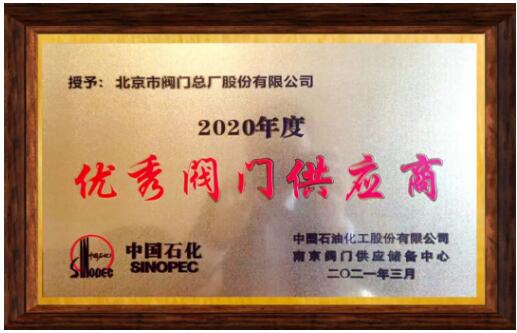 授予：北京市阀门总厂股份有限公司
2020年度
优秀阀门供应商
中国石化
SINOPEC
Sinopec
中国石油化工股份有限公司
南京阀门供应储备中心
二〇二一年三月